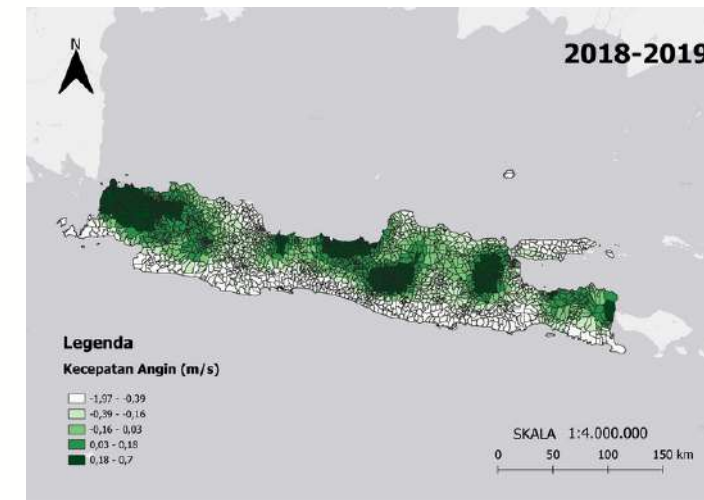 N
2018-2019
Legenda
Kecepatan Angin (m/s)
-1,97 - -0,39
-0,39 - -0,16
-0,16 - 0,03
0,03 - 0,18
0,18 - 0,7
SKALA 1:4.000.000
0 50 100 150 km